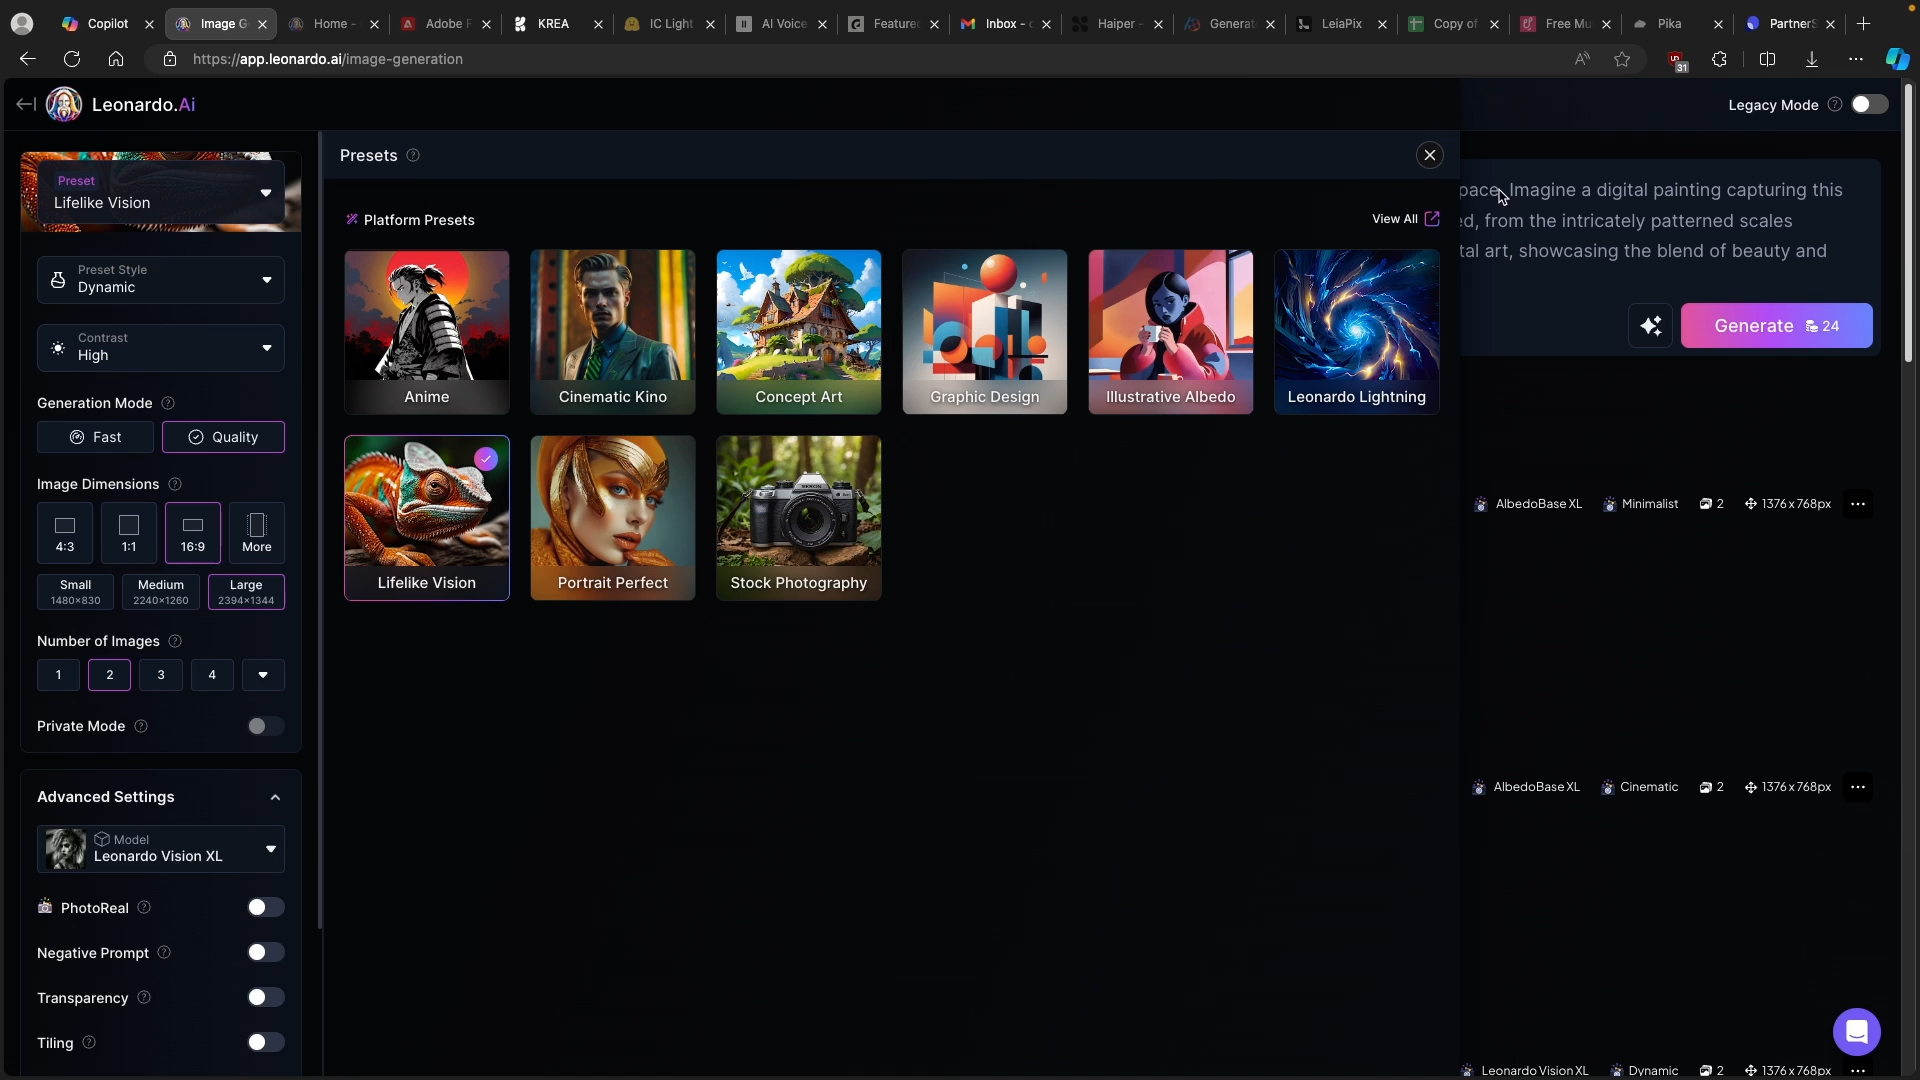 Copilot
Image G
Home -
Adobe F
KREA
IC Light
AI Voice
Feature
Inbox - c
Haiper -
Generat
LeiaPix
Copy of
Free Mu
Pika
PartnerS
https://app.leonardo.ai/image-generation
31
Leonardo.Ai
Legacy Mode
Preset
Lifelike Vision
Preset Style
Dynamic
Contrast
High
Generation Mode
Fast
Quality
Image Dimensions
4:3
1:1
16:9
More
Small
1480×830
Medium
2240×1260
Large
2394×1344
Number of Images
1
2
3
4
Private Mode
Advanced Settings
Model
Leonardo Vision XL
PhotoReal
Negative Prompt
Transparency
Tiling
Presets
Platform Presets
View All
Anime
Cinematic Kino
Concept Art
Graphic Design
Illustrative Albedo
Leonardo Lightning
Lifelike Vision
Portrait Perfect
Stock Photography
pace. Imagine a digital painting capturing this
ed, from the intricately patterned scales
tal art, showcasing the blend of beauty and
Generate 24
AlbedoBase XL Minimalist 2 1376 x 768px
AlbedoBase XL Cinematic 2 1376 x 768px
Leonardo Vision XL Dynamic 2 1376 x 768px